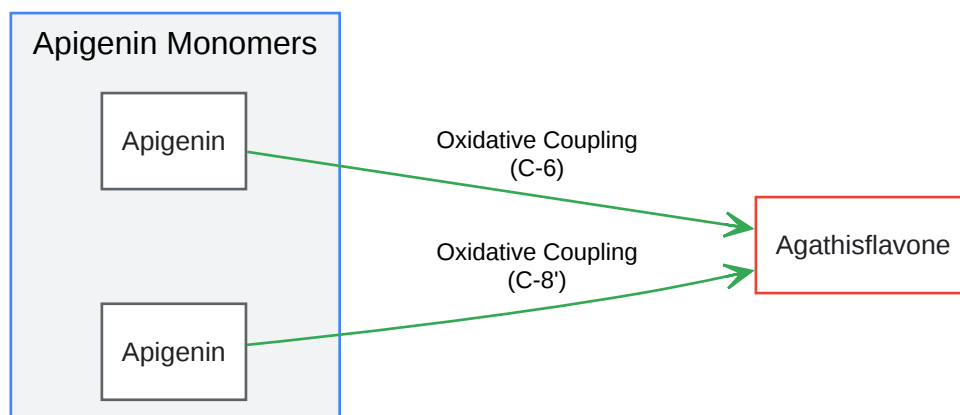 Apigenin Monomers
Apigenin
Oxidative Coupling
(C-6)
Agathisflavone
Oxidative Coupling
(C-8')
Apigenin